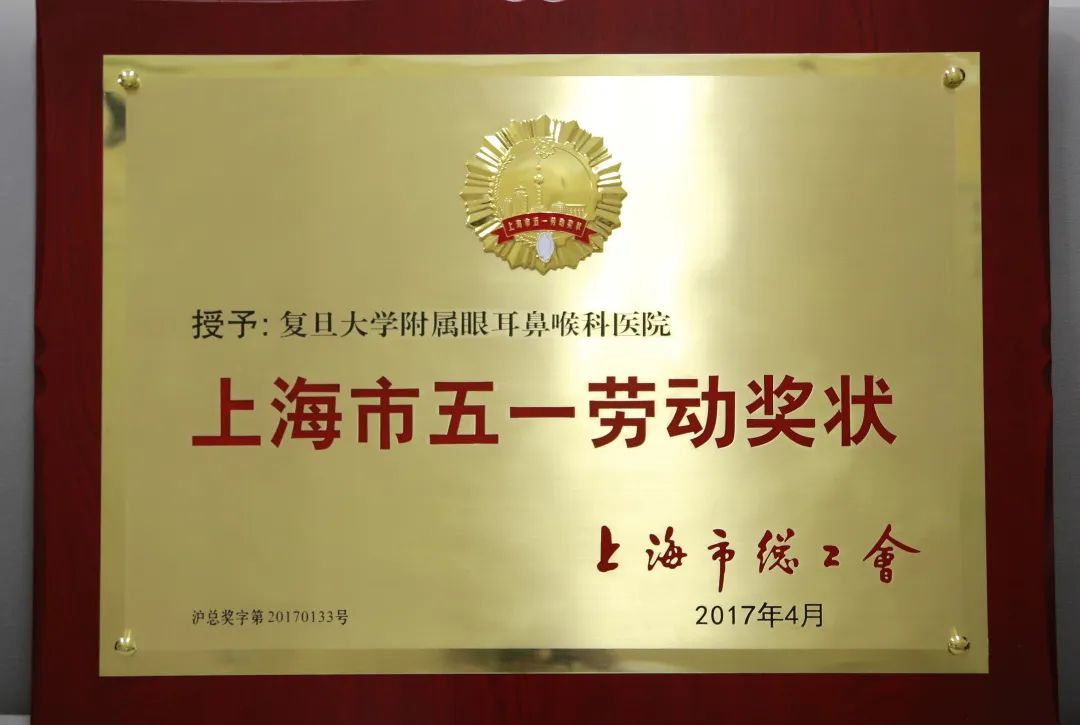 上海市五一劳动奖状
授予:复旦大学附属眼耳鼻喉科医院
上海市五一劳动奖状
上海市総工會
沪总奖字第20170133号
2017年4月